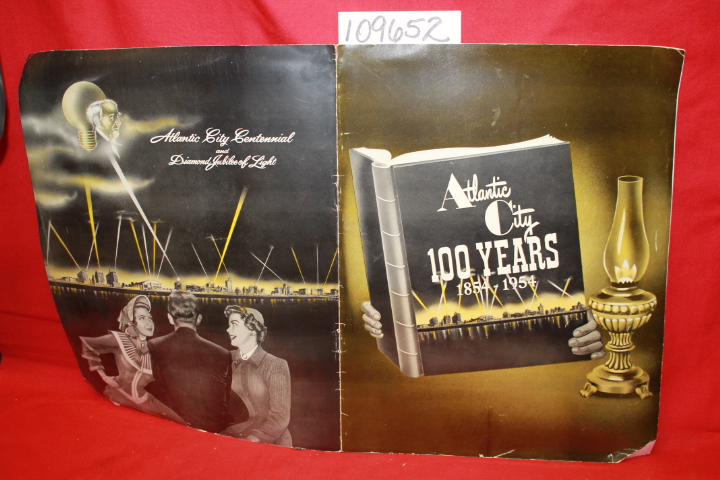 109652
Atlantic City Centennial
and
Diamond Jubilee of Light
Atlantic
City
100 YEARS
1854-1954